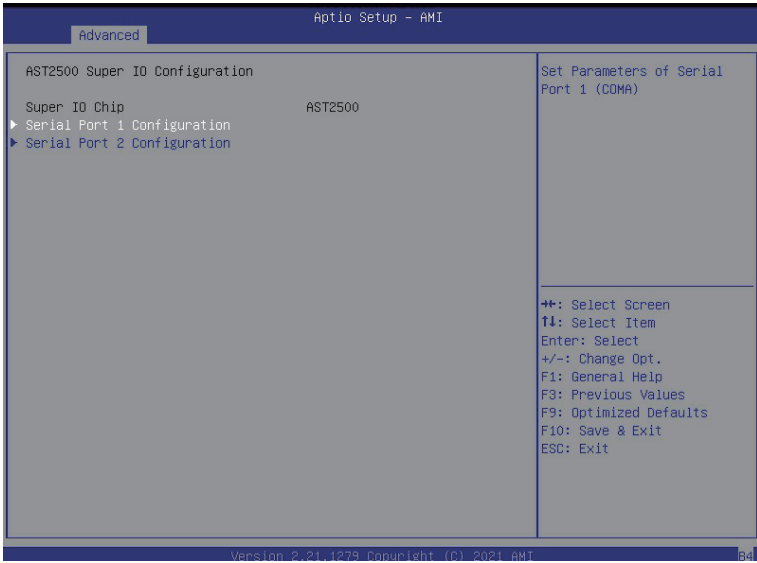 Aptio Setup – AMI
Advanced
AST2500 Super IO Configuration
Super IO Chip AST2500
Serial Port 1 Configuration
Serial Port 2 Configuration
Set Parameters of Serial
Port 1 (COMA)
→←: Select Screen
↑↓: Select Item
Enter: Select
+/-: Change Opt.
F1: General Help
F3: Previous Values
F9: Optimized Defaults
F10: Save & Exit
ESC: Exit
Version 2.21.1279 Copyright (C) 2021 AMI
B4